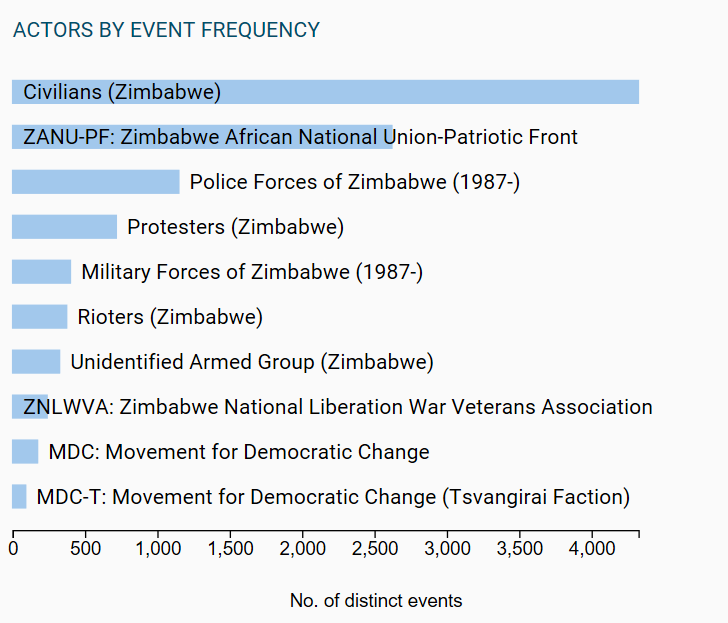 ACTORS BY EVENT FREQUENCY
Civilians (Zimbabwe)
ZANU-PF: Zimbabwe African National Union-Patriotic Front
Police Forces of Zimbabwe (1987-)
Protesters (Zimbabwe)
Military Forces of Zimbabwe (1987-)
Rioters (Zimbabwe)
Unidentified Armed Group (Zimbabwe)
ZNLWVA: Zimbabwe National Liberation War Veterans Association
MDC: Movement for Democratic Change
MDC-T: Movement for Democratic Change (Tsvangirai Faction)
0 500 1,000 1,500 2,000 2,500 3,000 3,500 4,000
No. of distinct events